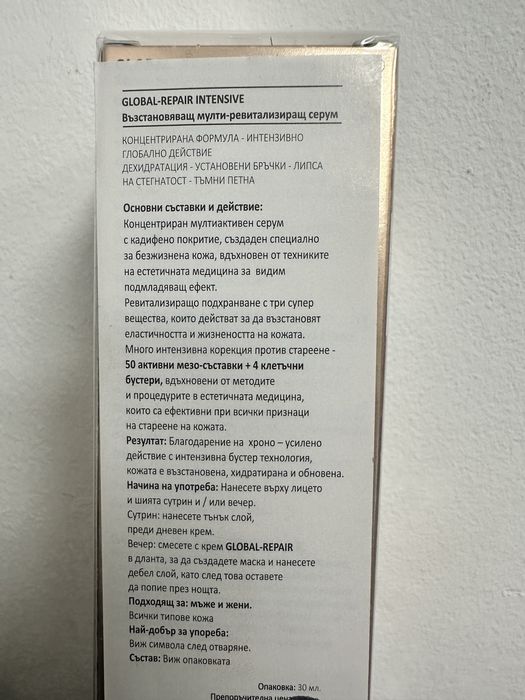 GLOBAL-REPAIR INTENSIVE
Възстановяващ мулти-ревитализиращ серум
КОНЦЕНТРИРАНА ФОРМУЛА - ИНТЕНЗИВНО
ГЛОБАЛНО ДЕЙСТВИЕ
ДЕХИДРАТАЦИЯ - УСТАНОВЕНИ БРЪЧКИ - ЛИПСА
НА СТЕГНАТОСТ - ТЪМНИ ПЕТНА
Основни съставки и действие:
Концентриран мултиактивен серум
с кадифено покритие, създаден специално
за безжизнена кожа, вдъхновен от техниките
на естетичната медицина за видим
подмладяващ ефект.
Ревитализиращо подхранване с три супер
вещества, които действат за да възстановят
еластичността и жизнеността на кожата.
Много интензивна корекция против стареене -
50 активни мезо-съставки + 4 клетъчни
бустери, вдъхновени от методите
и процедурите в естетичната медицина,
които са ефективни при всички признаци
на стареене на кожата.
Резултат: Благодарение на хроно – усилено
действие с интензивна бустер технология,
кожата е възстановена, хидратирана и обновена.
Начина на употреба: Нанесете върху лицето
и шията сутрин и / или вечер.
Сутрин: нанесете тънък слой,
преди дневен крем.
Вечер: смесете с крем GLOBAL-REPAIR
в дланта, за да създадете маска и нанесете
дебел слой, като след това оставете
да попие през нощта.
Подходящ за: мъже и жени.
Всички типове кожа
Най-добър за упореба:
Виж символа след отваряне.
Състав: Виж опаковката
Опаковка: 30 мл.
Препоръчителна цена